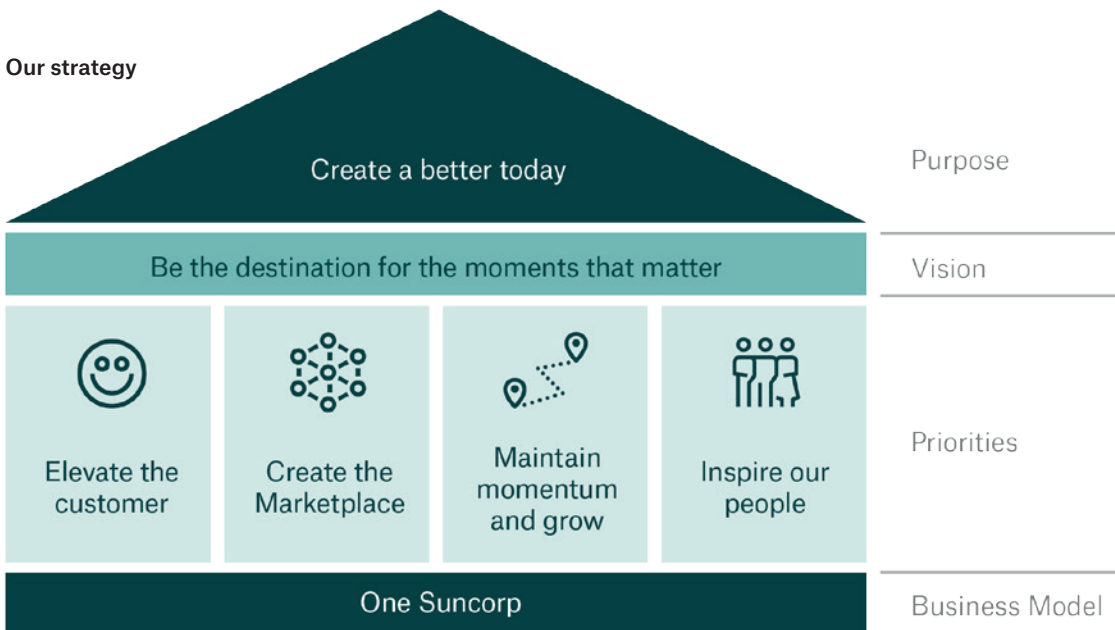 Our strategy
Create a better today
Purpose
Be the destination for the moments that matter
Vision
Elevate the
customer
Create the
Marketplace
Maintain
momentum
and grow
Inspire our
people
Priorities
One Suncorp
Business Model